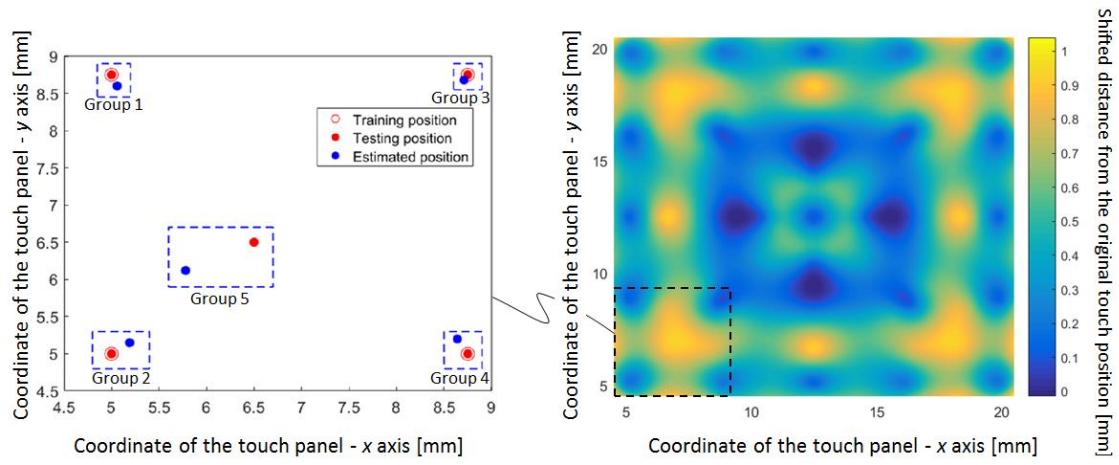 Coordinate of the touch panel - y axis [mm]
9
8.5
8
7.5
7
6.5
6
5.5
5
4.5
4.5 5 5.5 6 6.5 7 7.5 8 8.5 9
Coordinate of the touch panel - x axis [mm]
Group 1
Group 3
Training position
Testing position
Estimated position
Group 5
Group 2
Group 4
Coordinate of the touch panel - y axis [mm]
20
15
10
5
5 10 15 20
Coordinate of the touch panel - x axis [mm]
1
0.9
0.8
0.7
0.6
0.5
0.4
0.3
0.2
0.1
0
Shifted distance from the original touch position [mm]